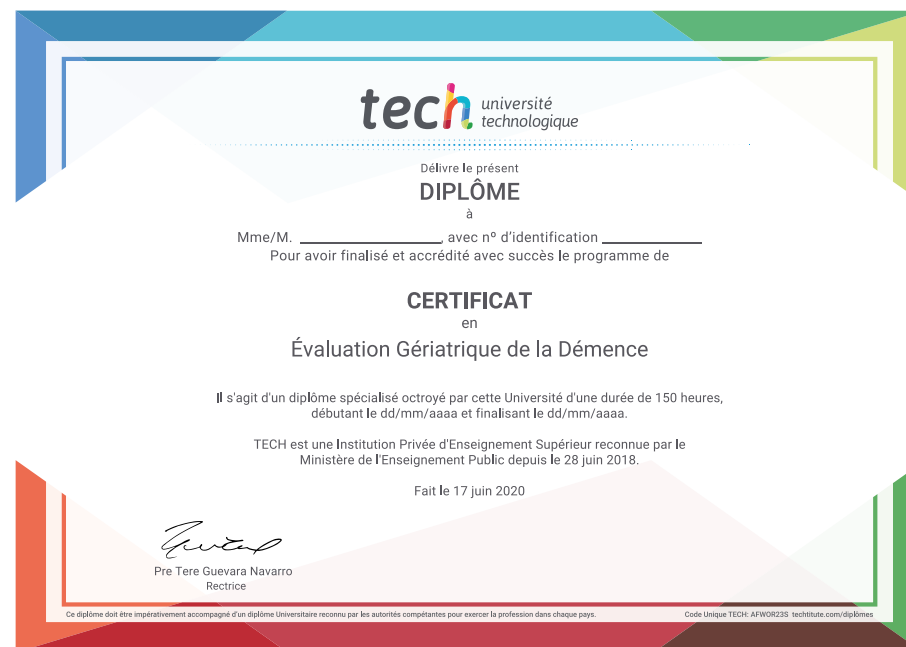 tech université
technologique
Délivre le présent
DIPLÔME
à
Mme/M. ____________________, avec nº d'identification ______________
Pour avoir finalisé et accrédité avec succès le programme de
CERTIFICAT
en
Évaluation Gériatrique de la Démence
Il s'agit d'un diplôme spécialisé octroyé par cette Université d'une durée de 150 heures,
débutant le dd/mm/aaaa et finalisant le dd/mm/aaaa.
TECH est une Institution Privée d'Enseignement Supérieur reconnue par le
Ministère de l'Enseignement Public depuis le 28 juin 2018.
Fait le 17 juin 2020
Pre Tere Guevara Navarro
Rectrice
Ce diplôme doit être impérativement accompagné d'un diplôme Universitaire reconnu par les autorités compétantes pour exercer la profession dans chaque pays.
Code Unique TECH: AFWOR23S techtitute.com/diplômes